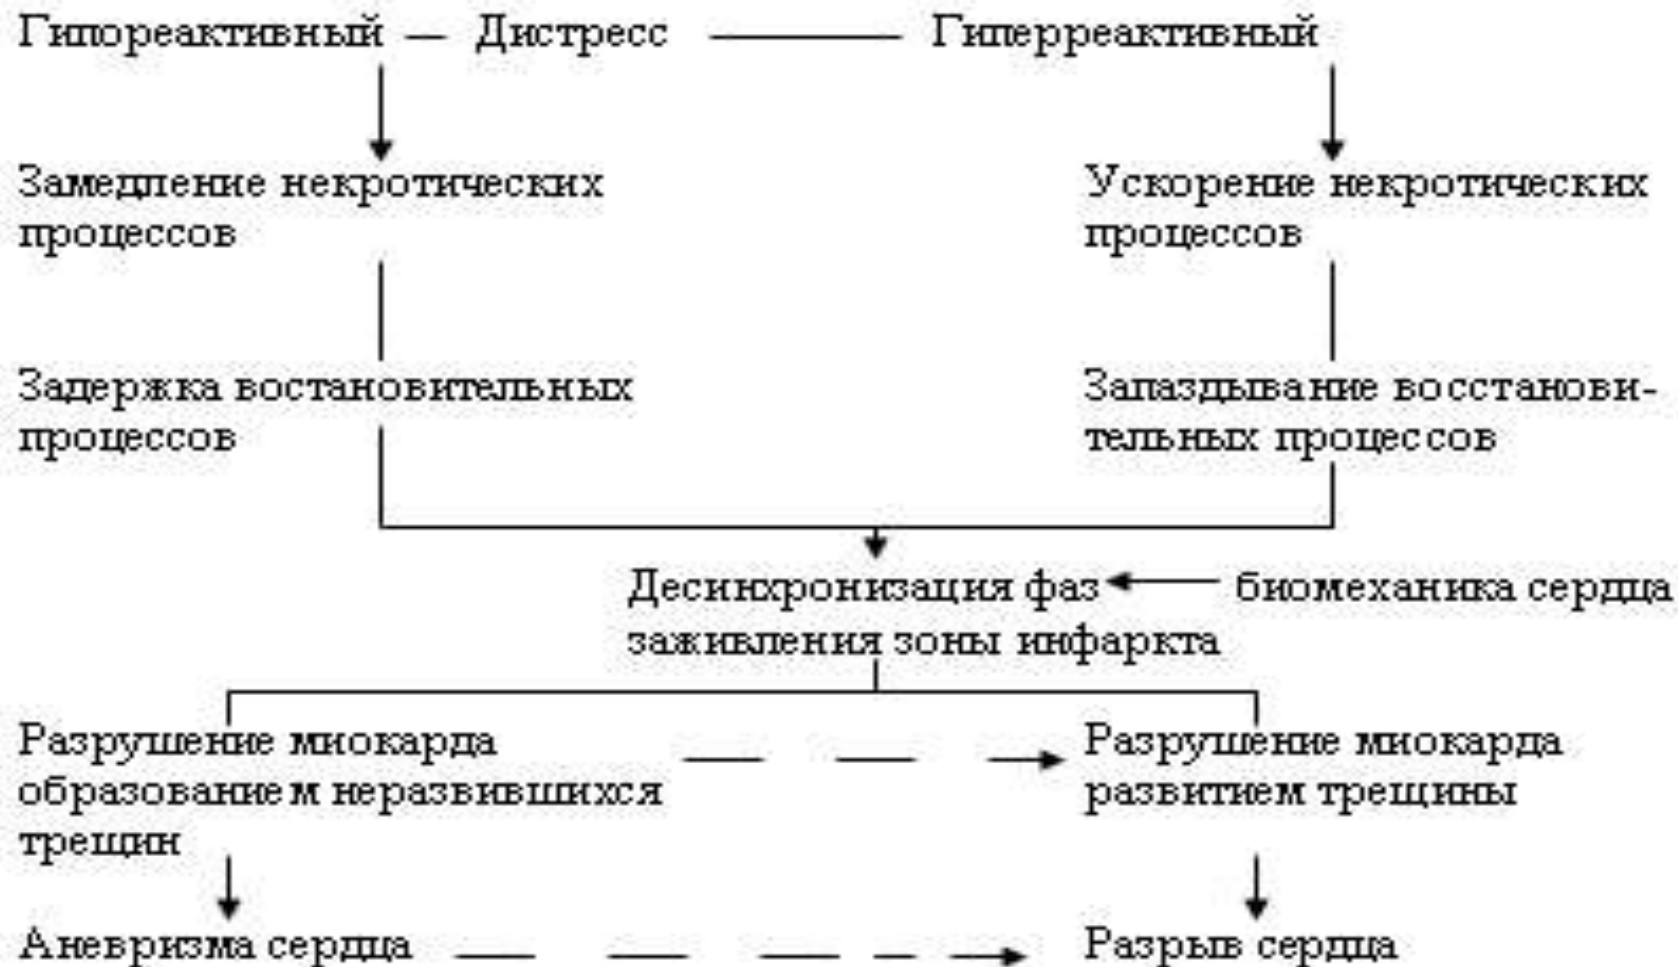 Гипореактивный — Дистресс — Гиперреактивный
Замедление некротических
процессов
Ускорение некротических
процессов
Задержка востановительных
процессов
Запаздывание восстанови-
тельных процессов
Десинхронизация фаз
заживления зоны инфаркта
биомеханика сердца
Разрушение миокарда
образованием неразвившихся
трещин
Разрушение миокарда
развитием трещины
Аневризма сердца
Разрыв сердца